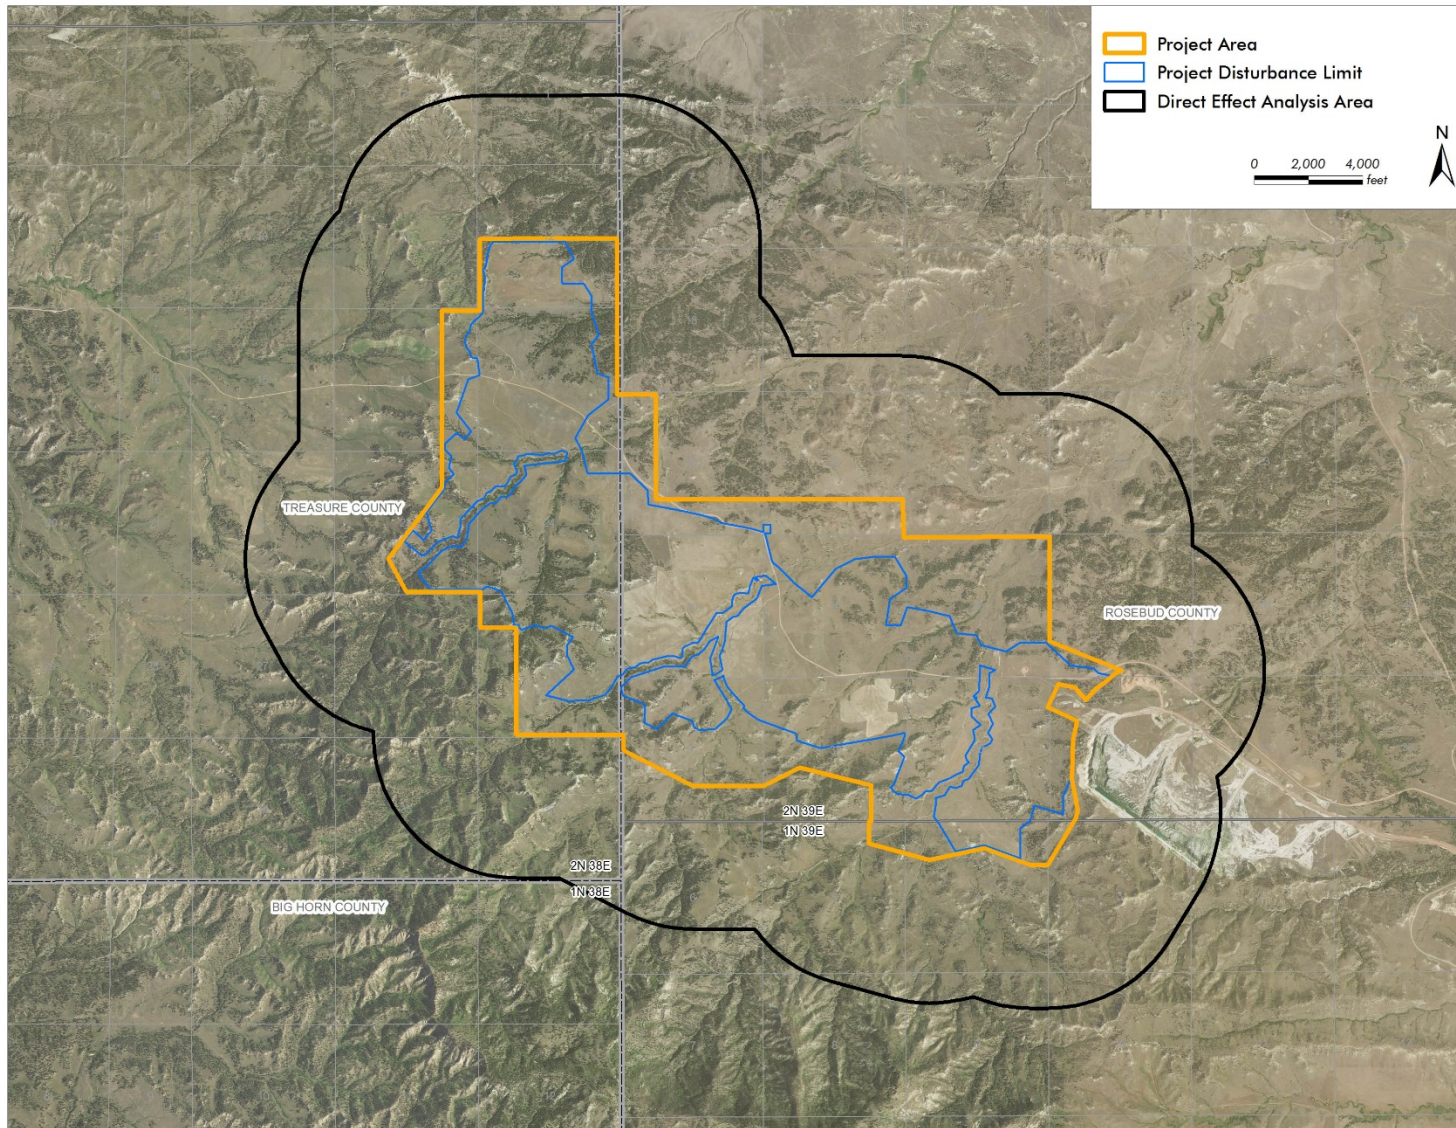 Project Area
Project Disturbance Limit
Direct Effect Analysis Area
N
0 2,000 4,000
feet
TREASURE COUNTY
ROSEBUD COUNTY
2N 39E
1N 39E
2N 38E
1N 38E
BIG HORN COUNTY